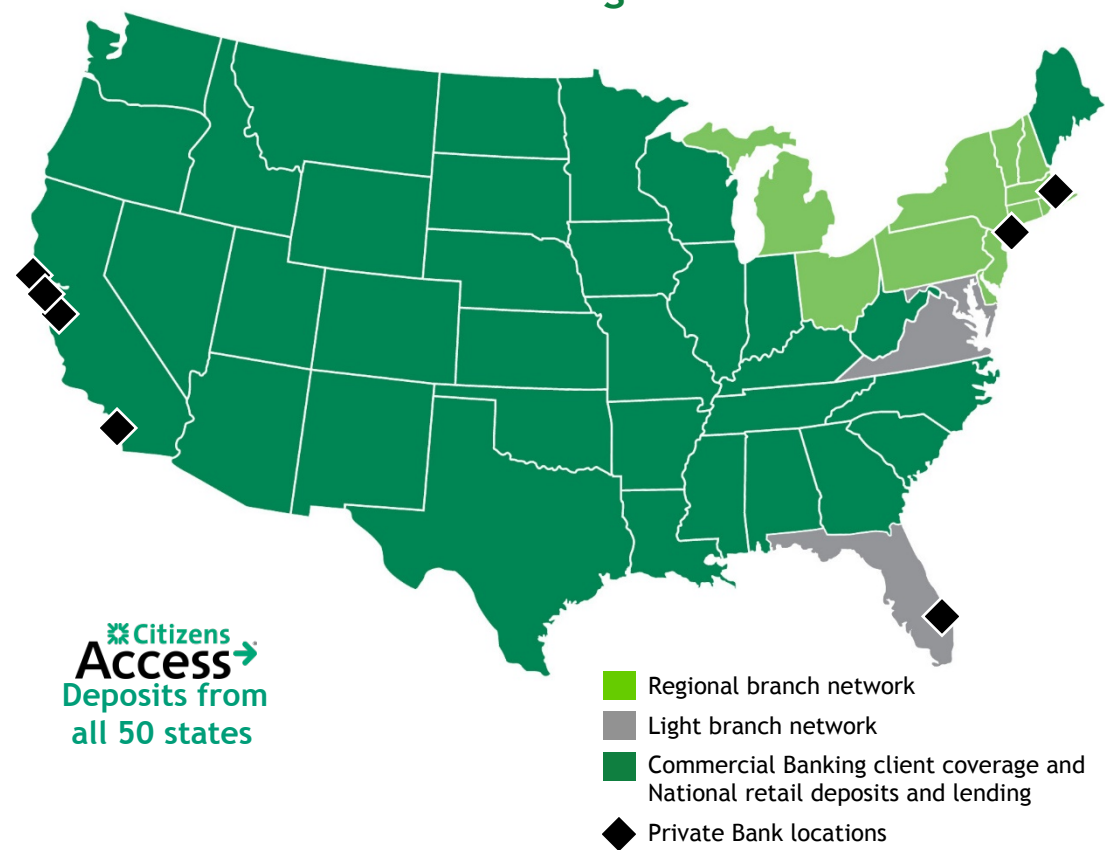 Citizens
Access
Deposits from
all 50 states
Regional branch network
Light branch network
Commercial Banking client coverage and
National retail deposits and lending
Private Bank locations